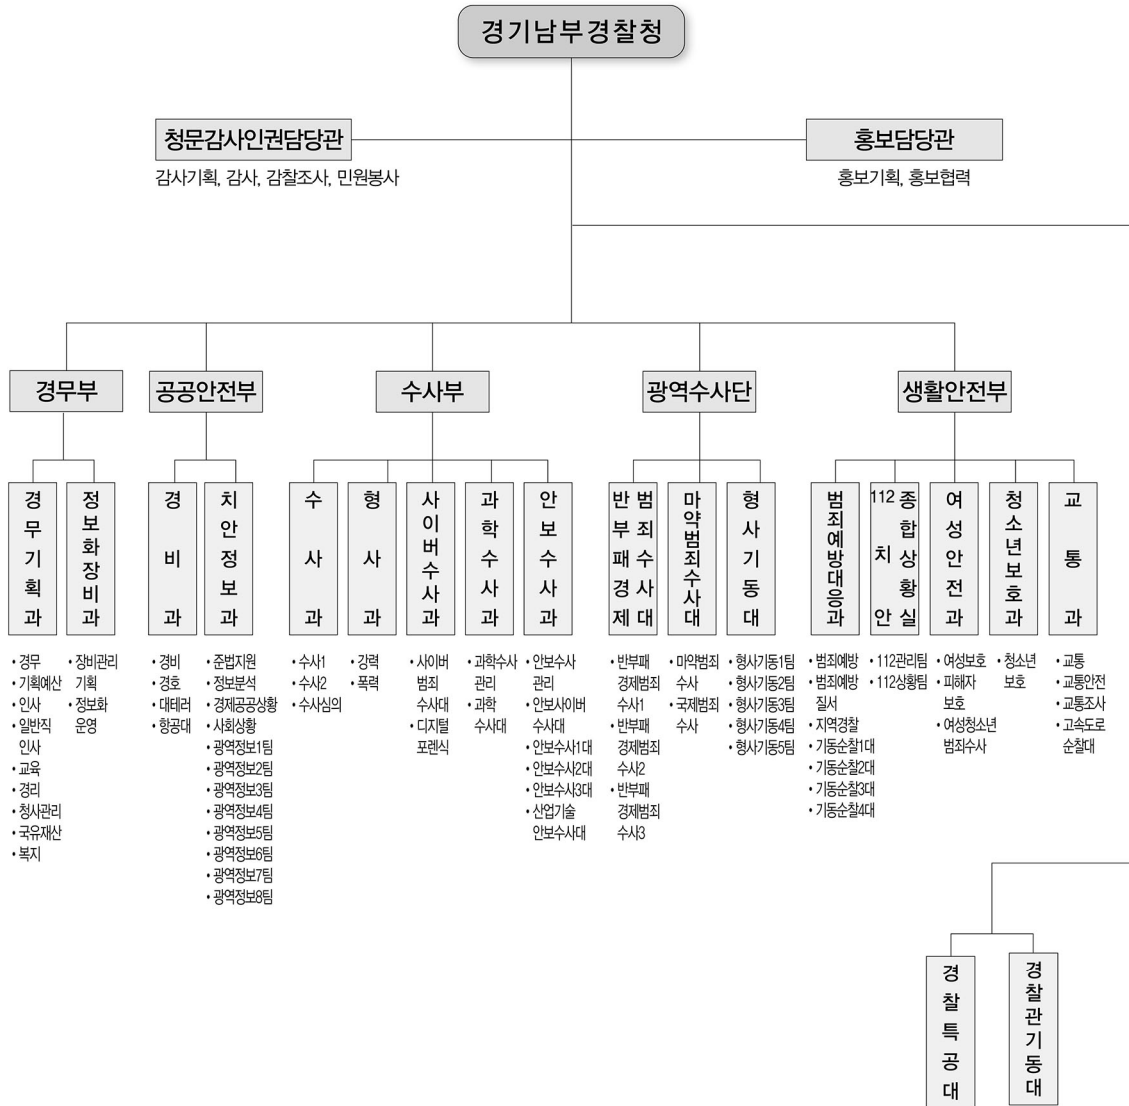 경기남부경찰청
청문감사인권담당관
감사기획, 감사, 감찰조사, 민원봉사
홍보담당관
홍보기획, 홍보협력
경무부
공공안전부
수사부
광역수사단
생활안전부
경무기획과
정보화장비과
경비과
치안정보과
수사과
형사과
사이버수사과
과학수사과
안보수사과
반부패경제
범죄수사대
마약범죄수사대
형사기동대
범죄예방대응과
112 치안
종합상황실
여성안전과
청소년보호과
교통과
• 경무
• 기획예산
• 인사
• 일반직
인사
• 교육
• 경리
• 청사관리
• 국유재산
• 복지
• 장비관리
기획
• 정보화
운영
• 경비
• 경호
• 대테러
• 항공대
• 준법지원
• 정보분석
• 경제공공상황
• 사회상황
• 광역정보1팀
• 광역정보2팀
• 광역정보3팀
• 광역정보4팀
• 광역정보5팀
• 광역정보6팀
• 광역정보7팀
• 광역정보8팀
• 수사1
• 수사2
• 수사심의
• 강력
• 폭력
• 사이버
범죄
수사대
• 디지털
포렌식
• 과학수사
관리
• 과학
수사대
• 안보수사
관리
• 안보사이버
수사대
• 안보수사1대
• 안보수사2대
• 안보수사3대
• 산업기술
안보수사대
• 반부패
경제범죄
수사1
• 반부패
경제범죄
수사2
• 반부패
경제범죄
수사3
• 마약범죄
수사
• 국제범죄
수사
• 형사기동1팀
• 형사기동2팀
• 형사기동3팀
• 형사기동4팀
• 형사기동5팀
• 범죄예방
• 범죄예방
질서
• 지역경찰
• 기동순찰1대
• 기동순찰2대
• 기동순찰3대
• 기동순찰4대
• 112관리팀
• 112상황팀
• 여성보호
• 피해자
보호
• 여성청소년
범죄수사
• 청소년
보호
• 교통
• 교통안전
• 교통조사
• 고속도로
순찰대
경찰특공대
경찰관기동대